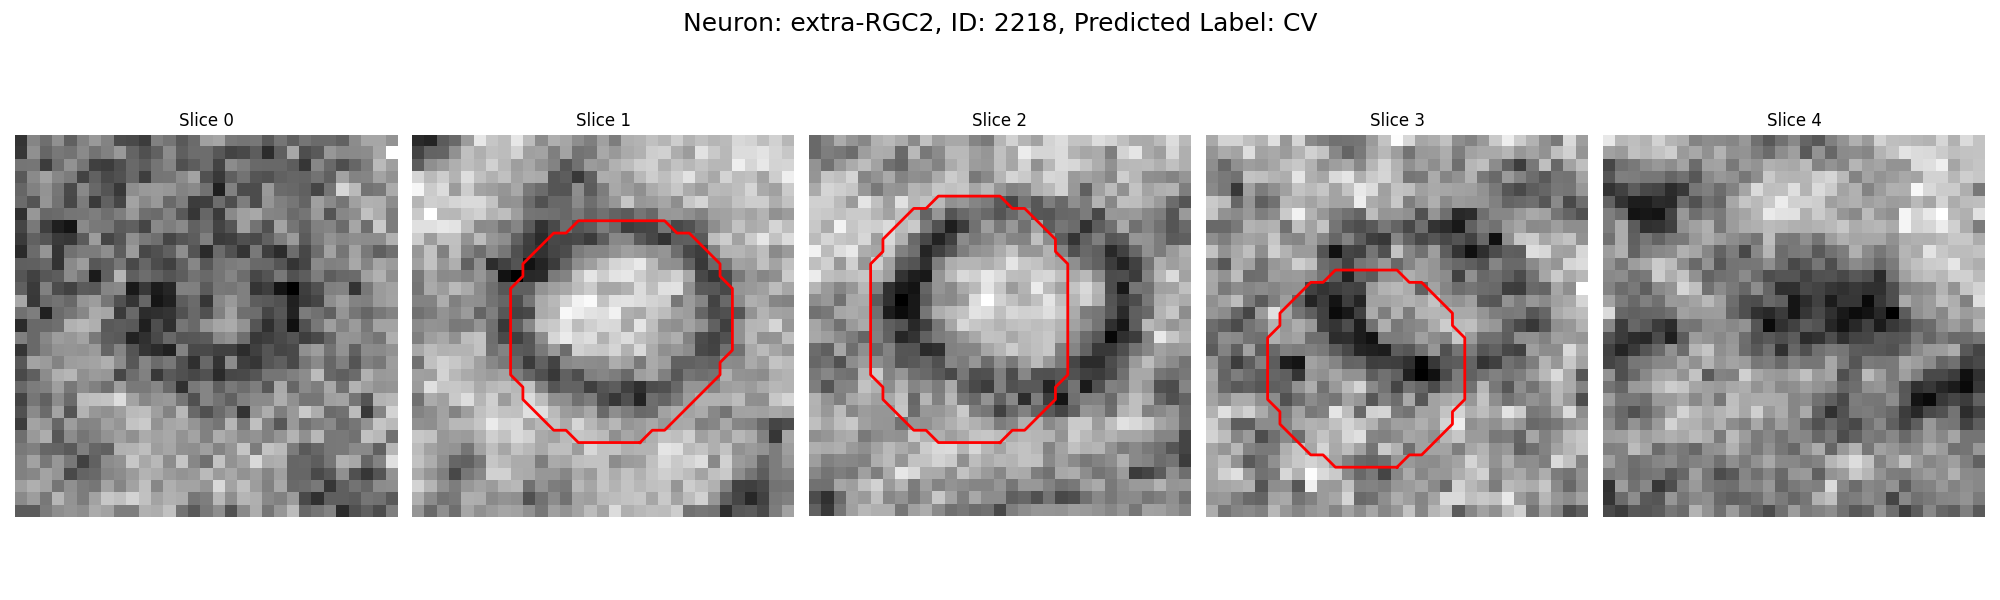 Neuron: extra-RGC2, ID: 2218, Predicted Label: CV
Slice 0
Slice 1
Slice 2
Slice 3
Slice 4